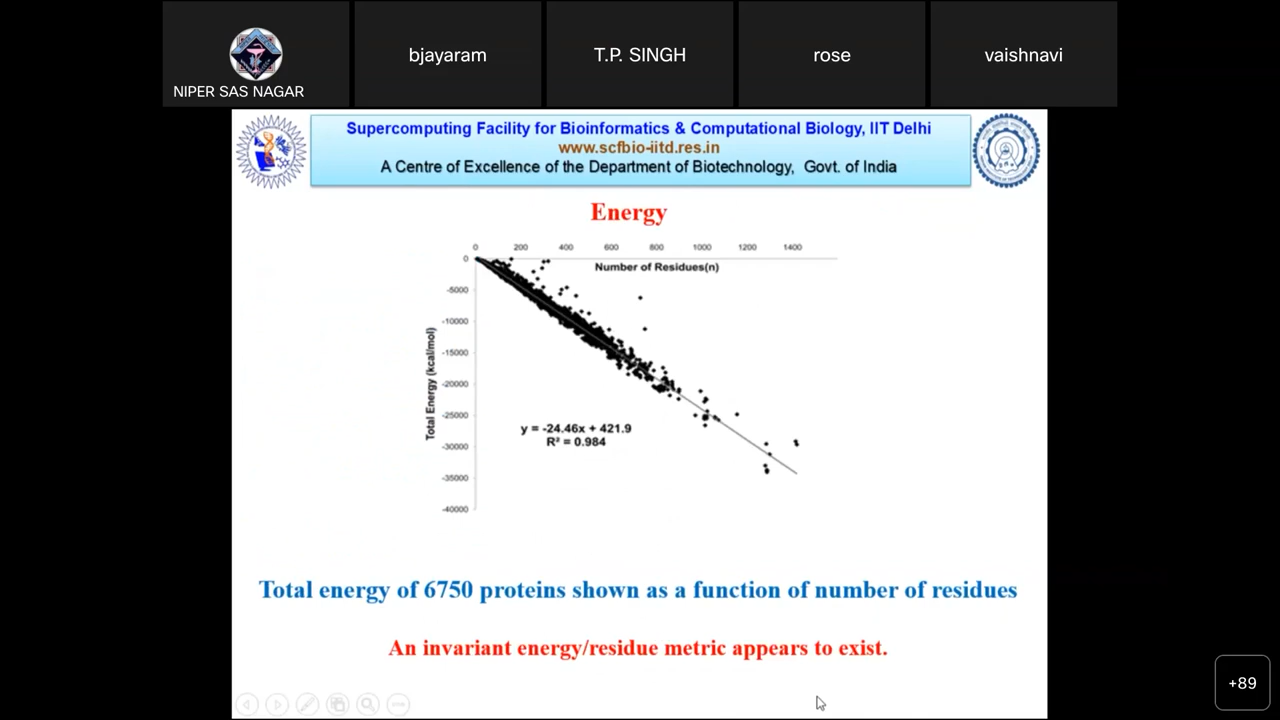 bjayaram
T.P. SINGH
rose
vaishnavi
NIPER SAS NAGAR
Supercomputing Facility for Bioinformatics & Computational Biology, IIT Delhi
www.scfbio-iitd.res.in
A Centre of Excellence of the Department of Biotechnology, Govt. of India
Energy
0 200 400 600 800 1000 1200 1400
Number of Residues(n)
0
-5000
-10000
-15000
-20000
-25000
-30000
-35000
-40000
Total Energy (kcal/mol)
y = -24.46x + 421.9
R² = 0.984
Total energy of 6750 proteins shown as a function of number of residues
An invariant energy/residue metric appears to exist.
+89